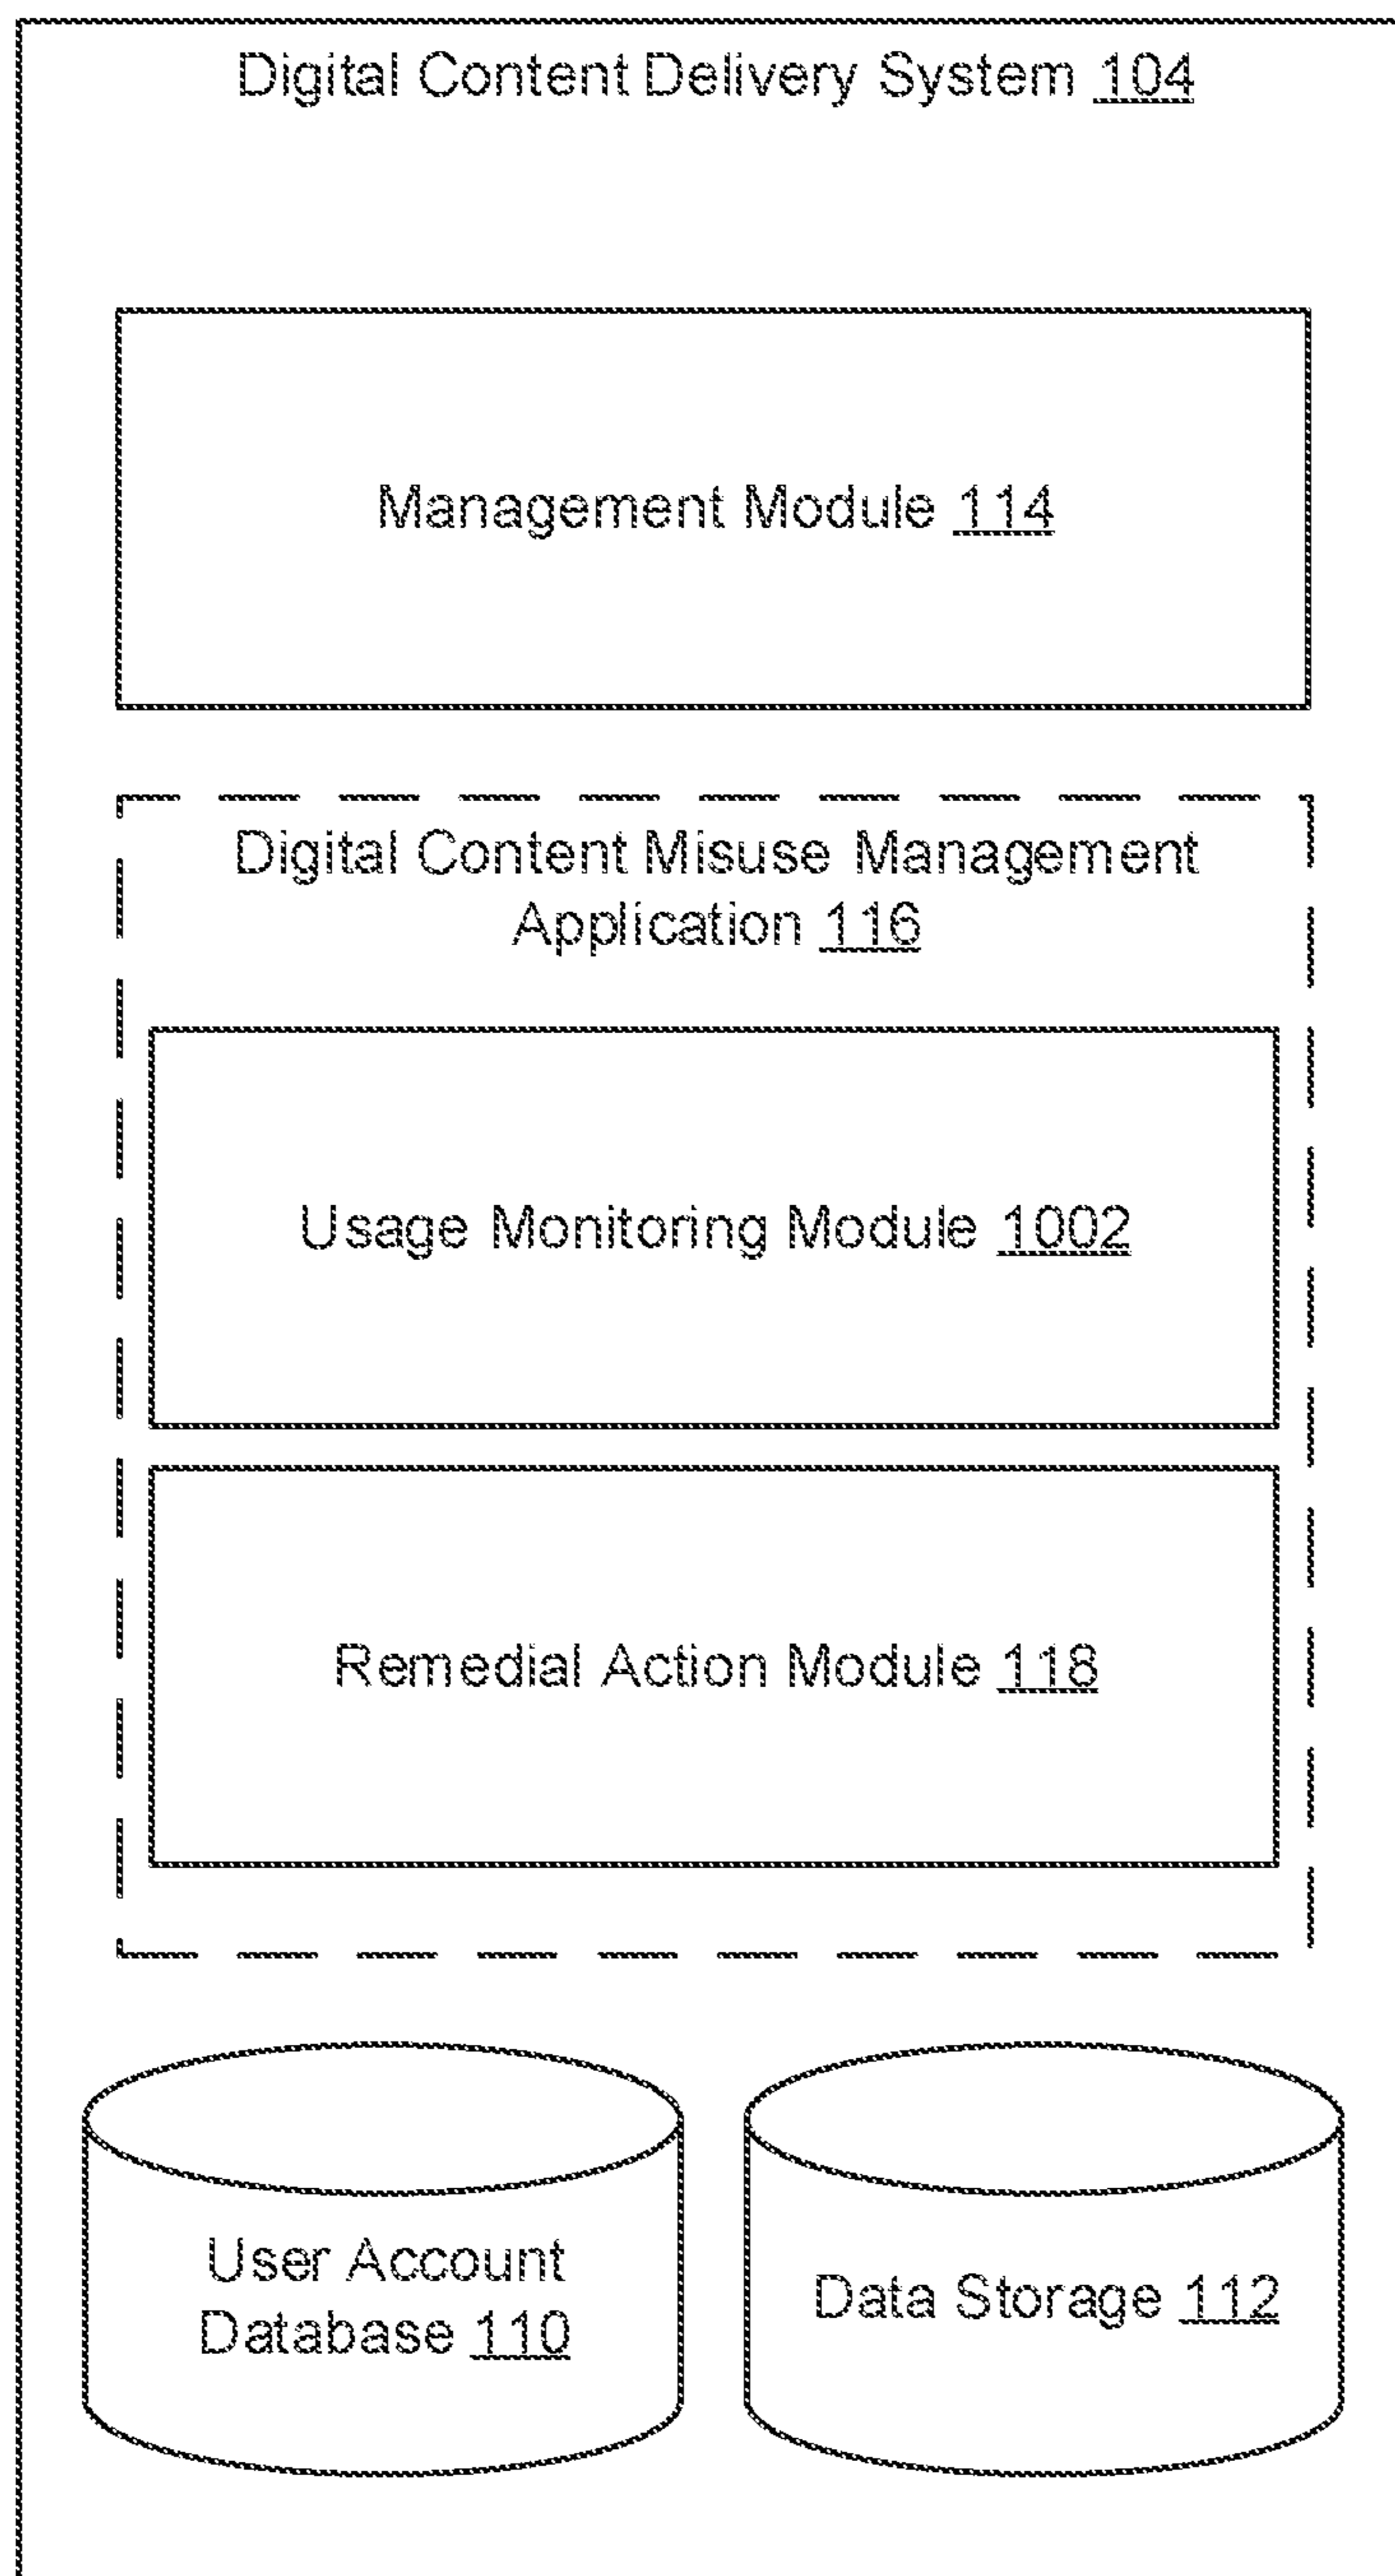 Digital Content Delivery System 104
Management Module 114
Digital Content Misuse Management
Application 116
Usage Monitoring Module 1002
Remedial Action Module 118
User Account
Database 110
Data Storage 112